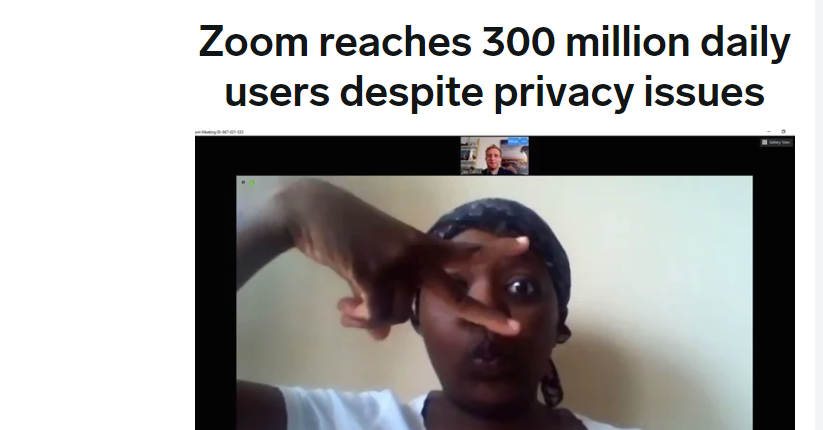 Zoom reaches 300 million daily
users despite privacy issues
Gallery View